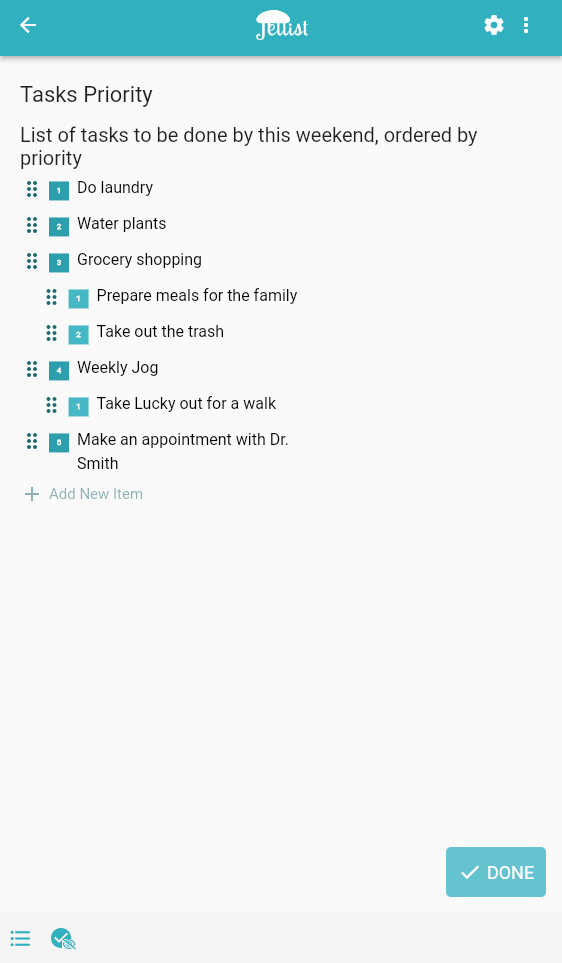 Jellist
Tasks Priority
List of tasks to be done by this weekend, ordered by
priority
1 Do laundry
2 Water plants
3 Grocery shopping
1 Prepare meals for the family
2 Take out the trash
4 Weekly Jog
1 Take Lucky out for a walk
5 Make an appointment with Dr.
Smith
Add New Item
DONE